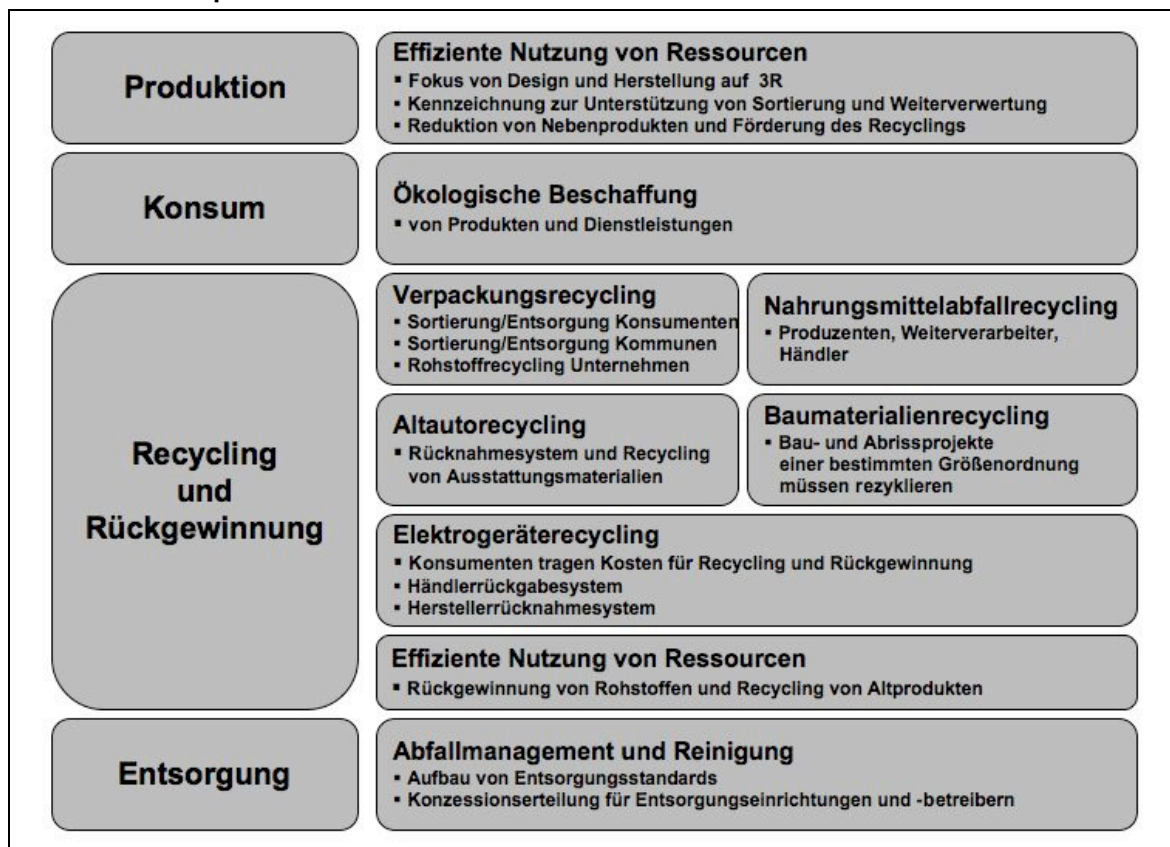 Produktion
Effiziente Nutzung von Ressourcen
▪ Fokus von Design und Herstellung auf 3R
▪ Kennzeichnung zur Unterstützung von Sortierung und Weiterverwertung
▪ Reduktion von Nebenprodukten und Förderung des Recyclings
Konsum
Ökologische Beschaffung
▪ von Produkten und Dienstleistungen
Recycling
und
Rückgewinnung
Verpackungsrecycling
▪ Sortierung/Entsorgung Konsumenten
▪ Sortierung/Entsorgung Kommunen
▪ Rohstoffrecycling Unternehmen
Nahrungsmittelabfallrecycling
▪ Produzenten, Weiterverarbeiter,
Händler
Altautorecycling
▪ Rücknahmesystem und Recycling
von Ausstattungsmaterialien
Baumaterialienrecycling
▪ Bau- und Abrissprojekte
einer bestimmten Größenordnung
müssen rezyklieren
Elektrogeräterecycling
▪ Konsumenten tragen Kosten für Recycling und Rückgewinnung
▪ Händlerrückgabesystem
▪ Herstellerrücknahmesystem
Effiziente Nutzung von Ressourcen
▪ Rückgewinnung von Rohstoffen und Recycling von Altprodukten
Entsorgung
Abfallmanagement und Reinigung
▪ Aufbau von Entsorgungsstandards
▪ Konzessionserteilung für Entsorgungseinrichtungen und -betreibern